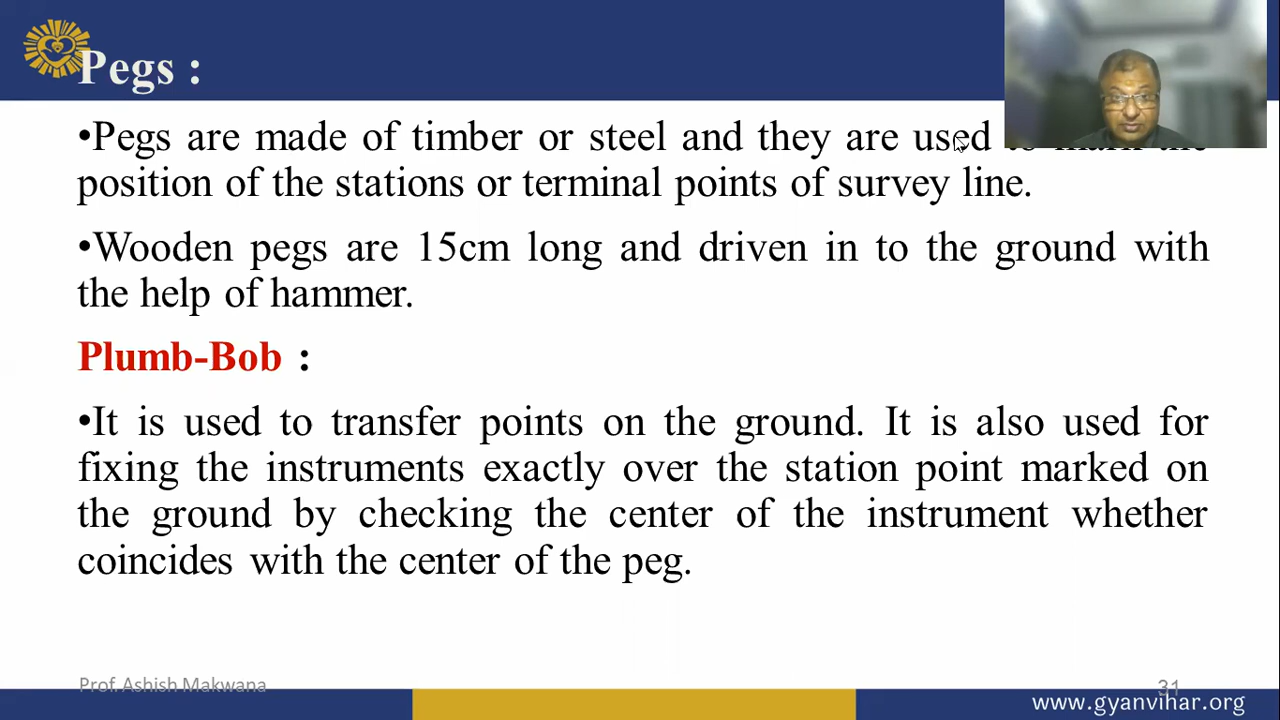 Pegs :
•Pegs are made of timber or steel and they are used
position of the stations or terminal points of survey line.
•Wooden pegs are 15cm long and driven in to the ground with
the help of hammer.
Plumb-Bob :
•It is used to transfer points on the ground. It is also used for
fixing the instruments exactly over the station point marked on
the ground by checking the center of the instrument whether
coincides with the center of the peg.
Prof. Ashish Makwana
31
www.gyanvihar.org